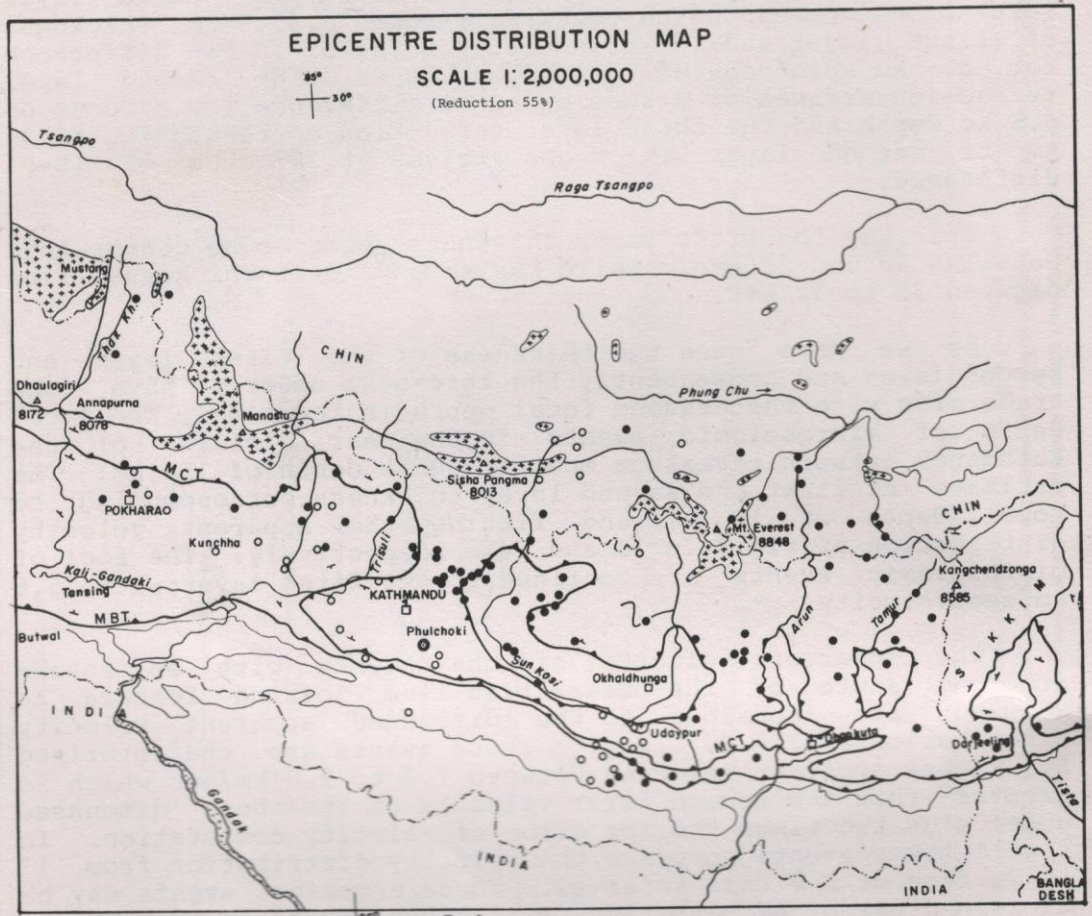 EPICENTRE DISTRIBUTION MAP
SCALE 1: 2,000,000
(Reduction 55%)
85°
30°
Tsangpo
Raga Tsangpo
Mustang
Thak Kh.
CHIN
Dhaulagiri
8172
Annapurna
8078
Manaslu
Phung Chu
MCT
Sisha Pangma
8013
POKHARAO
Mt. Everest
8848
CHIN
Kunchha
Trisuli
Kangchendzonga
8585
Kali-Gandaki
Tansing
KATHMANDU
Arun
Tamur
SIKKIM
MBT
Butwal
Phulchoki
Sun Kosi
Okhaldhunga
INDI
Udaypur
MCT
Dhankuta
Darjeeling
Tista
Gandak
INDIA
INDIA
BANGLA
DESH